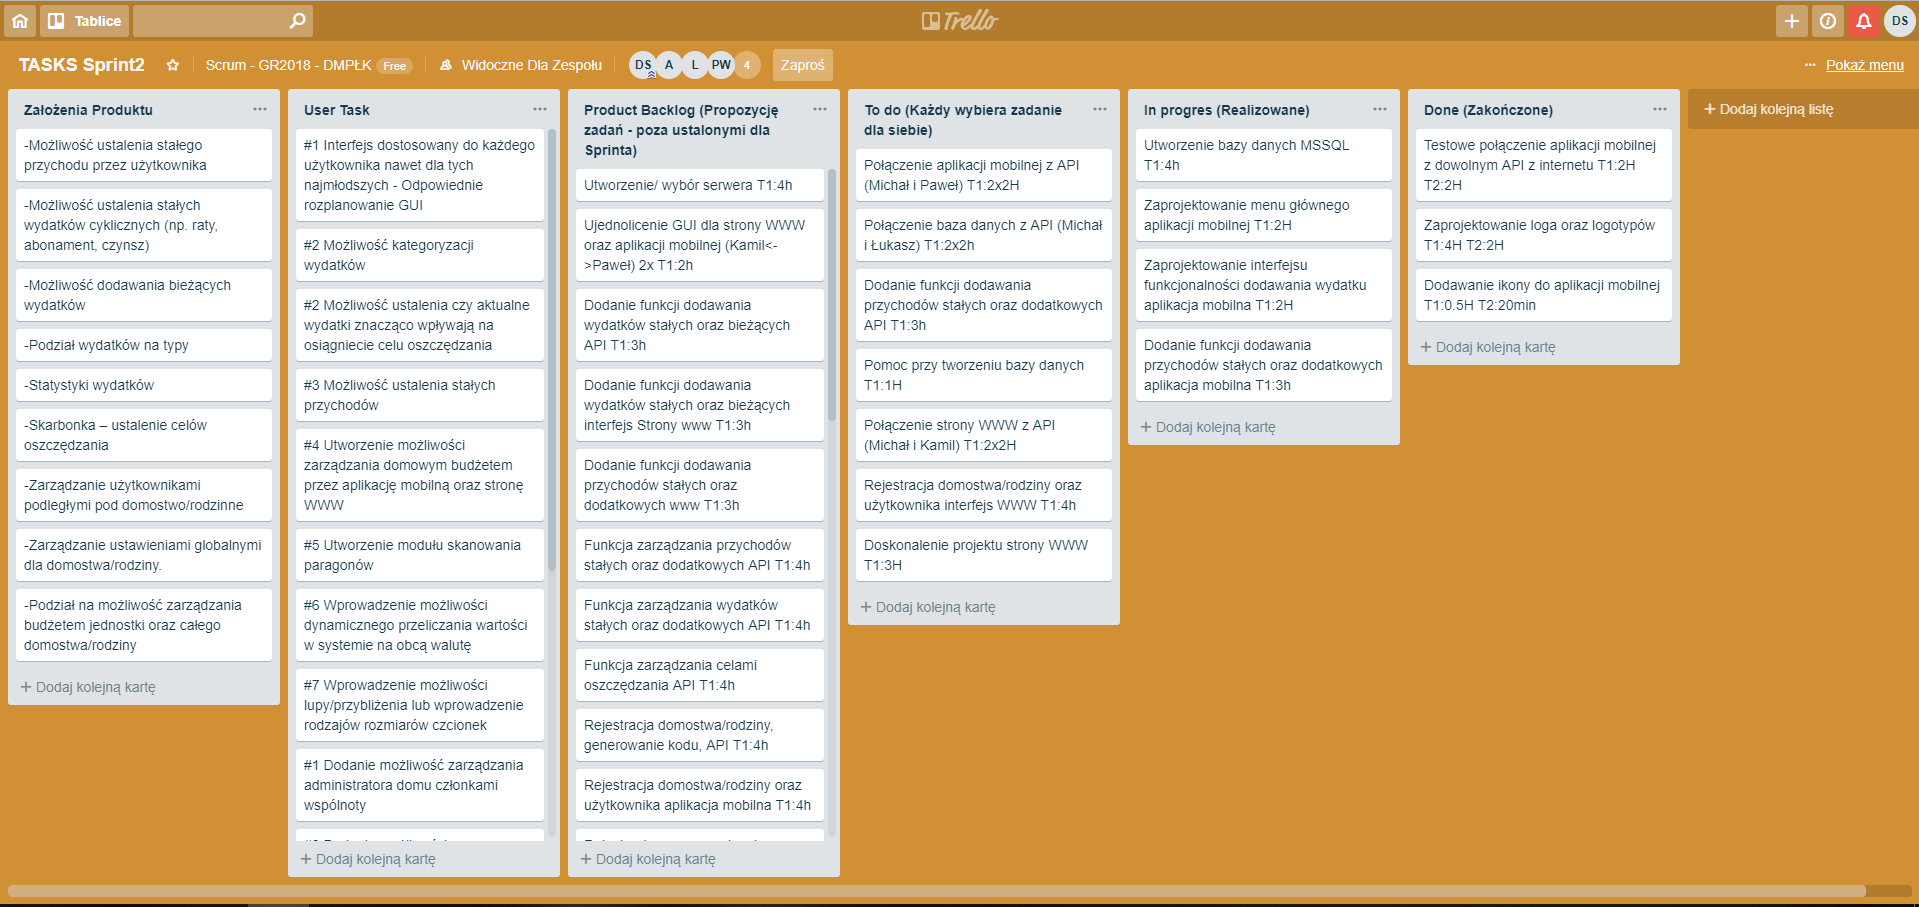 Tablice
Trello
DS
TASKS Sprint2
Scrum - GR2018 - DMPŁK Free
Widoczne Dla Zespołu
DS A L PW 4
Zaproś
... Pokaż menu
Założenia Produktu
-Możliwość ustalenia stałego
przychodu przez użytkownika
-Możliwość ustalenia stałych
wydatków cyklicznych (np. raty,
abonament, czynsz)
-Możliwość dodawania bieżących
wydatków
-Podział wydatków na typy
-Statystyki wydatków
-Skarbonka – ustalenie celów
oszczędzania
-Zarządzanie użytkownikami
podległymi pod domostwo/rodzinne
-Zarządzanie ustawieniami globalnymi
dla domostwa/rodziny.
-Podział na możliwość zarządzania
budżetem jednostki oraz całego
domostwa/rodziny
+ Dodaj kolejną kartę
User Task
#1 Interfejs dostosowany do każdego
użytkownika nawet dla tych
najmłodszych - Odpowiednie
rozplanowanie GUI
#2 Możliwość kategoryzacji
wydatków
#2 Możliwość ustalenia czy aktualne
wydatki znacząco wpływają na
osiągniecie celu oszczędzania
#3 Możliwość ustalenia stałych
przychodów
#4 Utworzenie możliwości
zarządzania domowym budżetem
przez aplikację mobilną oraz stronę
WWW
#5 Utworzenie modułu skanowania
paragonów
#6 Wprowadzenie możliwości
dynamicznego przeliczania wartości
w systemie na obcą walutę
#7 Wprowadzenie możliwości
lupy/przybliżenia lub wprowadzenie
rodzajów rozmiarów czcionek
#1 Dodanie możliwość zarządzania
administratora domu członkami
wspólnoty
+ Dodaj kolejną kartę
Product Backlog (Propozycję
zadań - poza ustalonymi dla
Sprinta)
Utworzenie/ wybór serwera T1:4h
Ujednolicenie GUI dla strony WWW
oraz aplikacji mobilnej (Kamil<-
>Paweł) 2x T1:2h
Dodanie funkcji dodawania
wydatków stałych oraz bieżących
API T1:3h
Dodanie funkcji dodawania
wydatków stałych oraz bieżących
interfejs Strony www T1:3h
Dodanie funkcji dodawania
przychodów stałych oraz
dodatkowych www T1:3h
Funkcja zarządzania przychodów
stałych oraz dodatkowych API T1:4h
Funkcja zarządzania wydatków
stałych oraz dodatkowych API T1:4h
Funkcja zarządzania celami
oszczędzania API T1:4h
Rejestracja domostwa/rodziny,
generowanie kodu, API T1:4h
Rejestracja domostwa/rodziny oraz
użytkownika aplikacja mobilna T1:4h
+ Dodaj kolejną kartę
To do (Każdy wybiera zadanie
dla siebie)
Połączenie aplikacji mobilnej z API
(Michał i Paweł) T1:2x2H
Połączenie baza danych z API (Michał
i Łukasz) T1:2x2h
Dodanie funkcji dodawania
przychodów stałych oraz dodatkowych
API T1:3h
Pomoc przy tworzeniu bazy danych
T1:1H
Połączenie strony WWW z API
(Michał i Kamil) T1:2x2H
Rejestracja domostwa/rodziny oraz
użytkownika interfejs WWW T1:4h
Doskonalenie projektu strony WWW
T1:3H
+ Dodaj kolejną kartę
In progres (Realizowane)
Utworzenie bazy danych MSSQL
T1:4h
Zaprojektowanie menu głównego
aplikacji mobilnej T1:2H
Zaprojektowanie interfejsu
funkcjonalności dodawania wydatku
aplikacja mobilna T1:2H
Dodanie funkcji dodawania
przychodów stałych oraz dodatkowych
aplikacja mobilna T1:3h
+ Dodaj kolejną kartę
Done (Zakończone)
Testowe połączenie aplikacji mobilnej
z dowolnym API z internetu T1:2H
T2:2H
Zaprojektowanie loga oraz logotypów
T1:4H T2:2H
Dodawanie ikony do aplikacji mobilnej
T1:0.5H T2:20min
+ Dodaj kolejną kartę
+ Dodaj kolejną listę